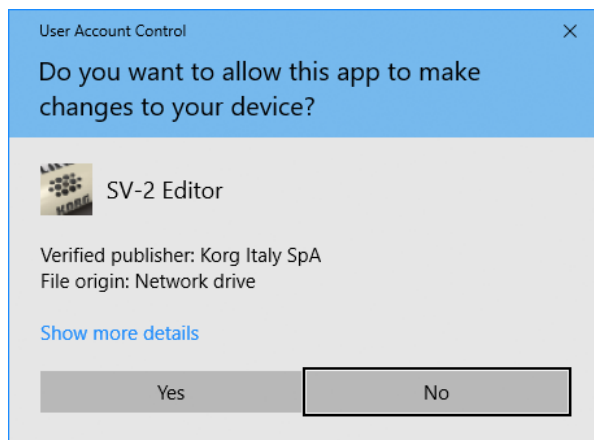 User Account Control
Do you want to allow this app to make
changes to your device?
KORG
SV-2 Editor
Verified publisher: Korg Italy SpA
File origin: Network drive
Show more details
Yes
No